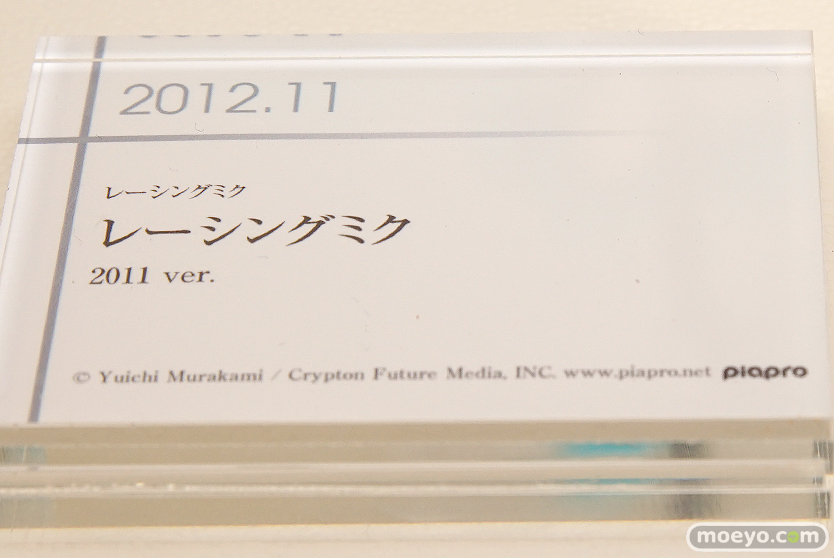 2012.11
レーシングミク
レーシングミク
2011 ver.
© Yuichi Murakami / Crypton Future Media, INC. www.piapro.net piapro
moeyo.com